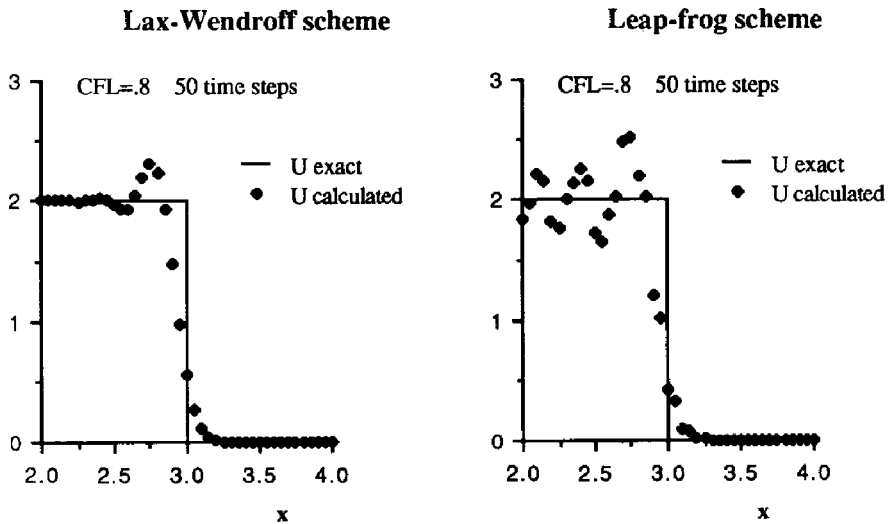 Lax-Wendroff scheme
3
CFL=.8 50 time steps
U exact
U calculated
2
1
0
2.0 2.5 3.0 3.5 4.0
x
Leap-frog scheme
3
CFL=.8 50 time steps
U exact
U calculated
2
1
0
2.0 2.5 3.0 3.5 4.0
x